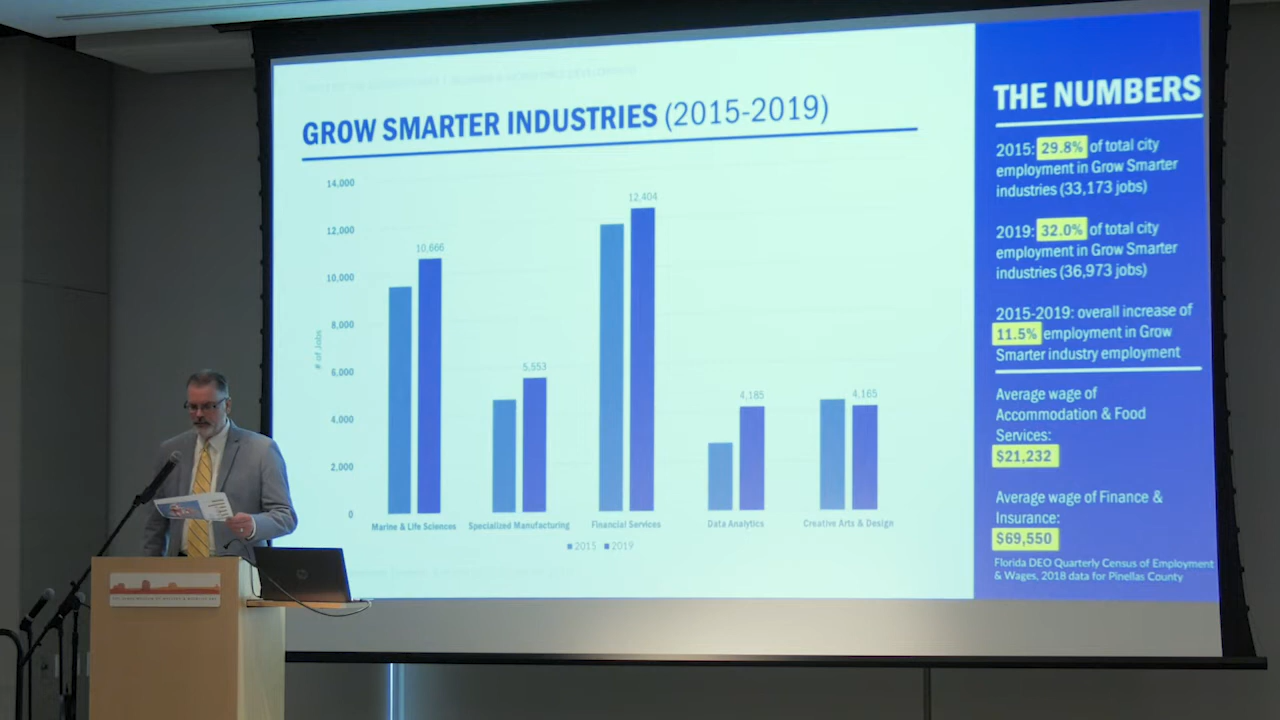 GROW SMARTER INDUSTRIES (2015-2019)
14,000
12,000
10,000
8,000
6,000
4,000
2,000
0
# of Jobs
10,666
5,553
12,404
4,185
4,165
Marine & Life Sciences
Specialized Manufacturing
Financial Services
Data Analytics
Creative Arts & Design
2015 2019
THE NUMBERS
2015: 29.8% of total city
employment in Grow Smarter
industries (33,173 jobs)
2019: 32.0% of total city
employment in Grow Smarter
industries (36,973 jobs)
2015-2019: overall increase of
11.5% employment in Grow
Smarter industry employment
Average wage of
Accommodation & Food
Services:
$21,232
Average wage of Finance &
Insurance:
$69,550
Florida DEO Quarterly Census of Employment
& Wages, 2018 data for Pinellas County